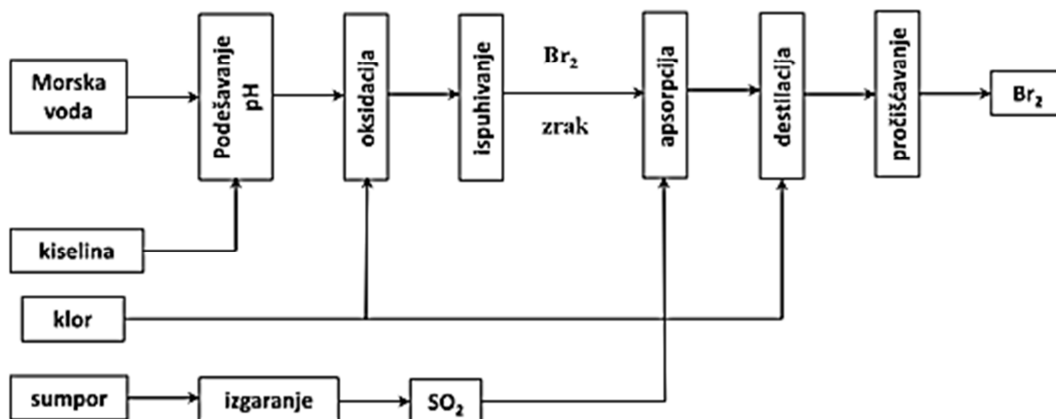 Morska
voda
Podešavanje
pH
oksidacija
ispuhivanje
Br₂
zrak
apsorpcija
destilacija
pročišćavanje
Br₂
kiselina
klor
sumpor
izgaranje
SO₂